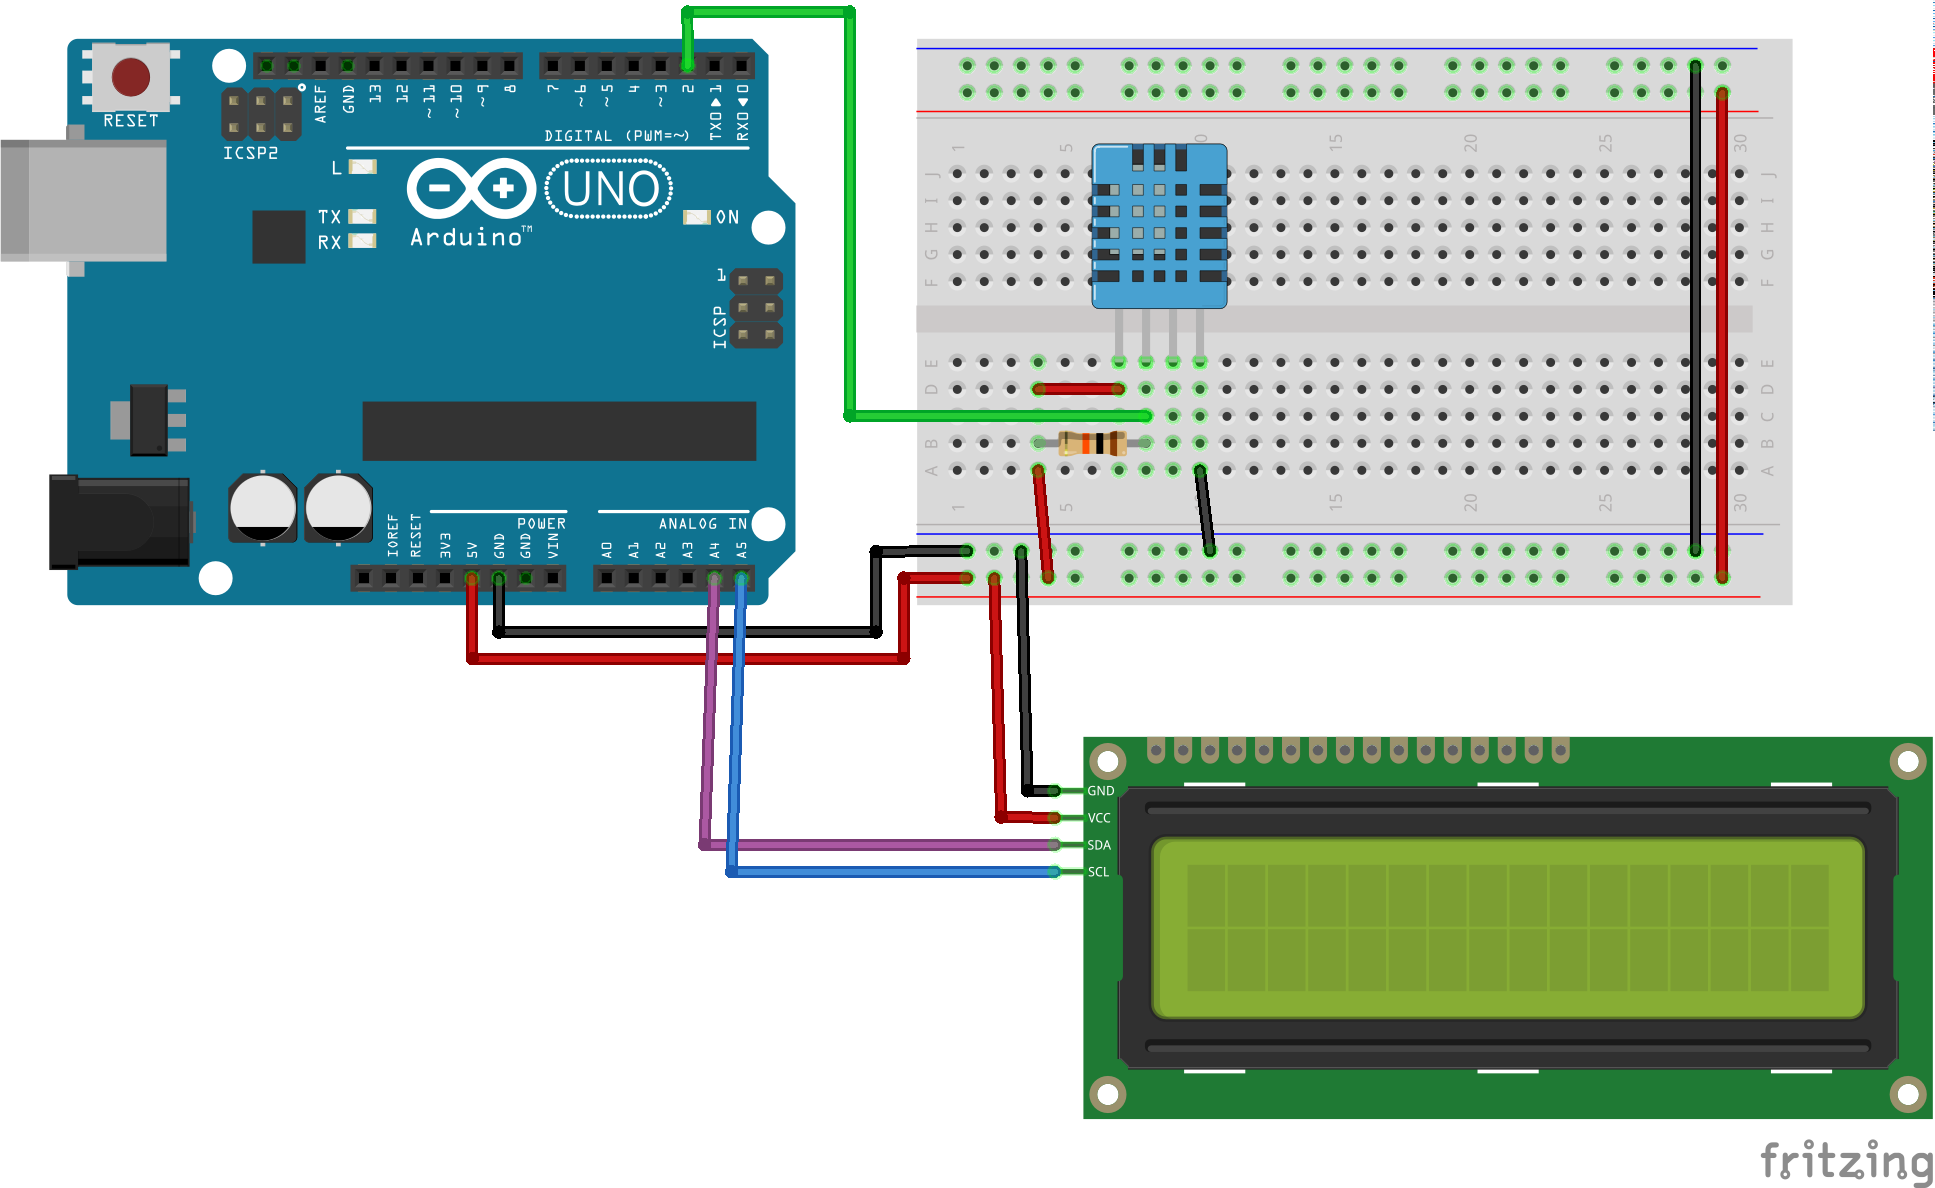 RESET
ICSP2
AREF
GND
13
12
~11
~10
~9
8
7
~6
~5
4
~3
2
TX0 1
RX0 0
DIGITAL (PWM=~)
L
TX
RX
UNO
ON
Arduino™
1
ICSP
IOREF
RESET
3V3
5V
GND
GND
VIN
POWER
A0
A1
A2
A3
A4
A5
ANALOG IN
1
5
15
20
25
30
J
I
H
G
F
J
I
H
G
F
E
D
C
B
A
E
D
C
B
A
1
5
15
20
25
30
GND
VCC
SDA
SCL
fritzing